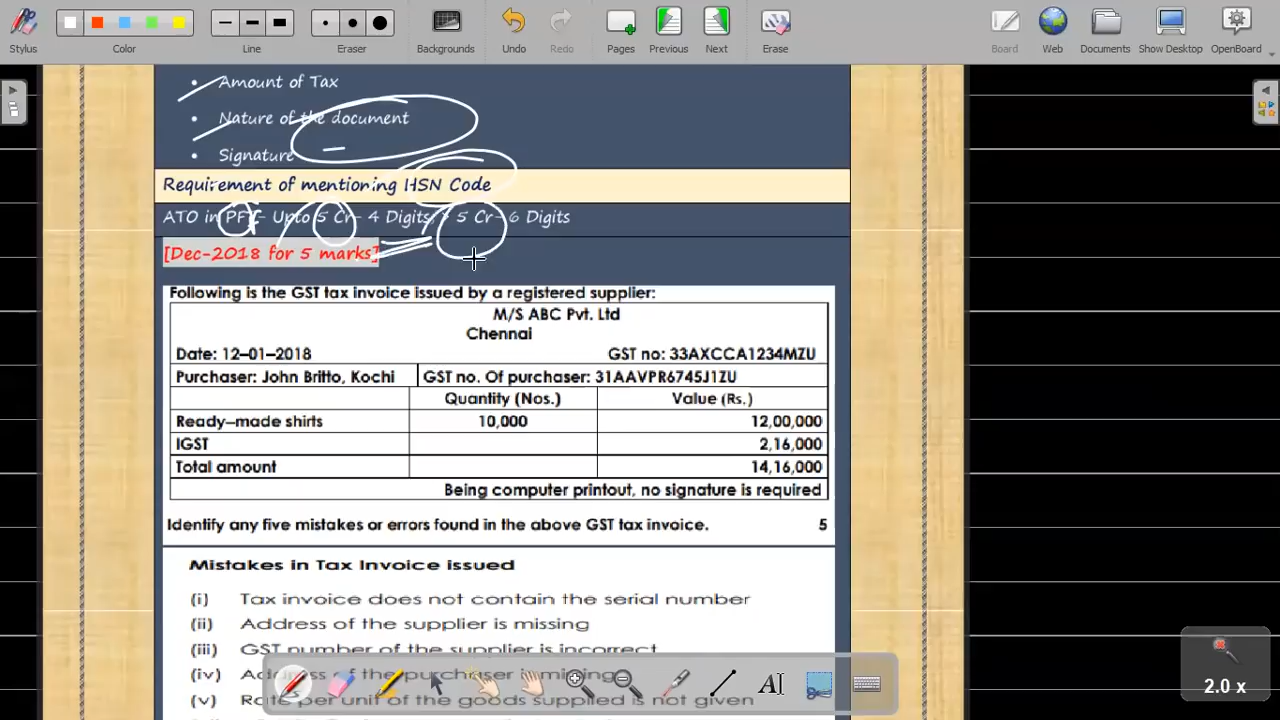 Stylus
Color
Line
Eraser
Backgrounds
Undo
Redo
Pages
Previous
Next
Erase
Board
Web
Documents
Show Desktop
OpenBoard
• Amount of Tax
• Nature of the document
• Signature
Requirement of mentioning HSN Code
ATO in PFY- Upto 5 Cr- 4 Digits, > 5 Cr- 6 Digits
[Dec-2018 for 5 marks]
Following is the GST tax invoice issued by a registered supplier:
M/S ABC Pvt. Ltd
Chennai
Date: 12-01-2018 GST no: 33AXCCA1234MZU
Purchaser: John Britto, Kochi GST no. Of purchaser: 31AAVPR6745J1ZU
Quantity (Nos.) Value (Rs.)
Ready-made shirts 10,000 12,00,000
IGST 2,16,000
Total amount 14,16,000
Being computer printout, no signature is required
Identify any five mistakes or errors found in the above GST tax invoice. 5
Mistakes in Tax Invoice issued
(i) Tax invoice does not contain the serial number
(ii) Address of the supplier is missing
(iii) GST number of the supplier is incorrect
(iv) Address of the purchaser is missing
(v) Rate per unit of the goods supplied is not given
2.0 x